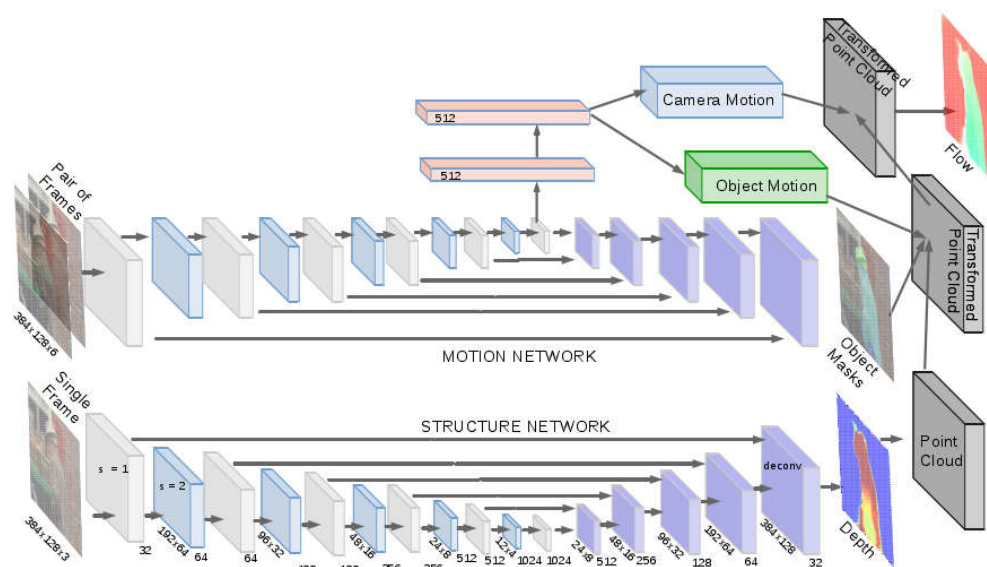 Pair of
Frames
384x128x6
512
512
Camera Motion
Object Motion
Transformed
Point Cloud
Flow
Transformed
Point Cloud
MOTION NETWORK
Object
Masks
Single
Frame
384x128x3
STRUCTURE NETWORK
s = 1
s = 2
deconv
Point
Cloud
Depth
32
192x64
64
64
96x32
48x16
24x8
512
512
12x4
1024
1024
24x8
512
48x16
256
96x32
128
192x64
64
384x128
32